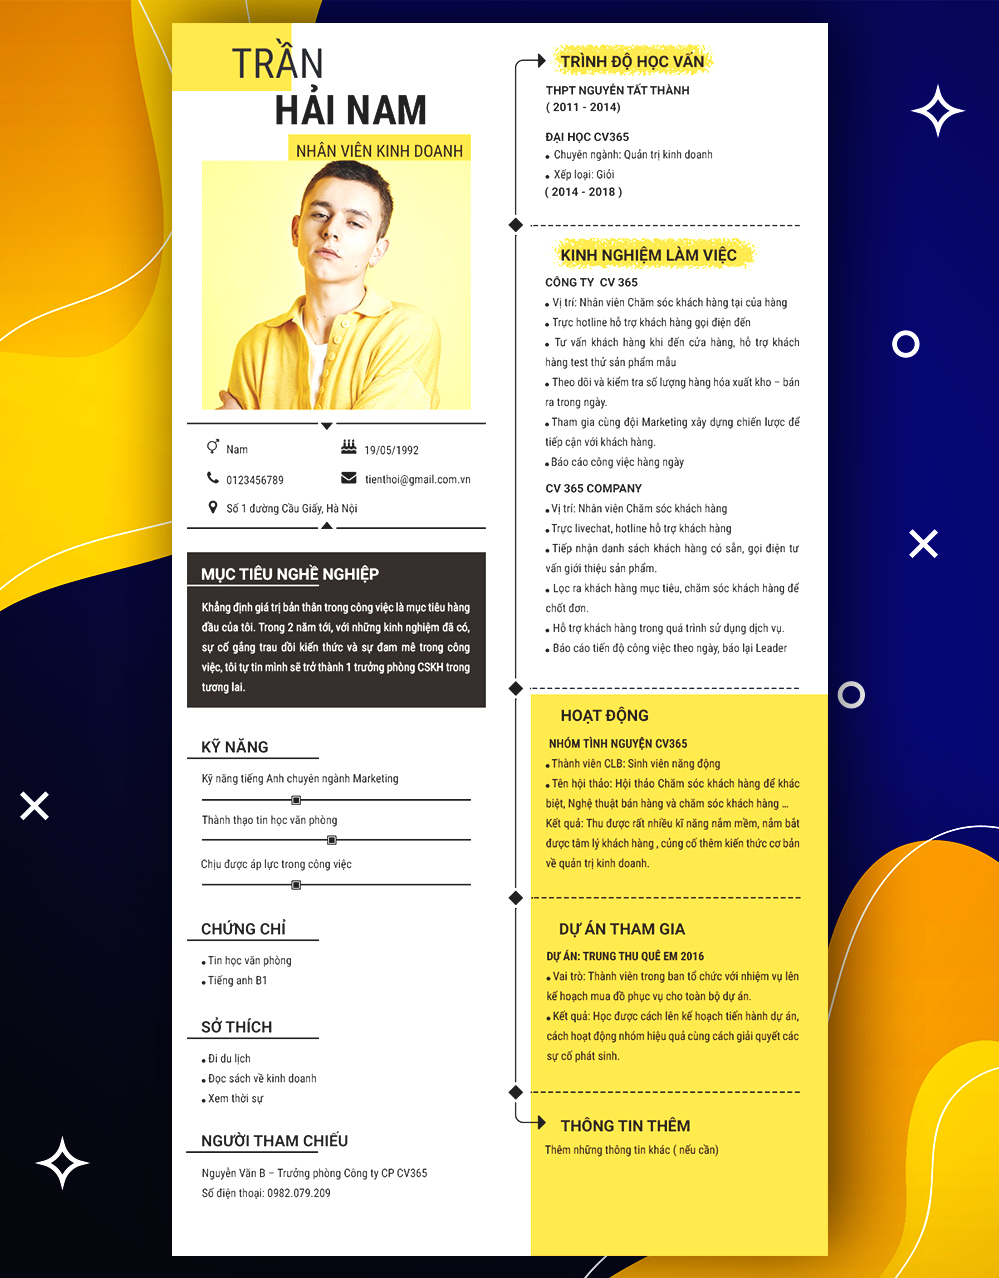 TRẦN
HẢI NAM
NHÂN VIÊN KINH DOANH
Nam
19/05/1992
0123456789
tienthoi@gmail.com.vn
Số 1 đường Cầu Giấy, Hà Nội
MỤC TIÊU NGHỀ NGHIỆP
Khẳng định giá trị bản thân trong công việc là mục tiêu hàng
đầu của tôi. Trong 2 năm tới, với những kinh nghiệm đã có,
sự cố gắng trau dồi kiến thức và sự đam mê trong công
việc, tôi tự tin mình sẽ trở thành 1 trưởng phòng CSKH trong
tương lai.
KỸ NĂNG
Kỹ năng tiếng Anh chuyên ngành Marketing
Thành thạo tin học văn phòng
Chịu được áp lực trong công việc
CHỨNG CHỈ
• Tin học văn phòng
• Tiếng anh B1
SỞ THÍCH
• Đi du lịch
• Đọc sách về kinh doanh
• Xem thời sự
NGƯỜI THAM CHIẾU
Nguyễn Văn B – Trưởng phòng Công ty CP CV365
Số điện thoại: 0982.079.209
TRÌNH ĐỘ HỌC VẤN
THPT NGUYỄN TẤT THÀNH
( 2011 - 2014)
ĐẠI HỌC CV365
• Chuyên ngành: Quản trị kinh doanh
• Xếp loại: Giỏi
( 2014 - 2018 )
KINH NGHIỆM LÀM VIỆC
CÔNG TY CV 365
• Vị trí: Nhân viên Chăm sóc khách hàng tại của hàng
• Trực hotline hỗ trợ khách hàng gọi điện đến
• Tư vấn khách hàng khi đến cửa hàng, hỗ trợ khách
hàng test thử sản phẩm mẫu
• Theo dõi và kiểm tra số lượng hàng hóa xuất kho – bán
ra trong ngày.
• Tham gia cùng đội Marketing xây dựng chiến lược để
tiếp cận với khách hàng.
• Báo cáo công việc hàng ngày
CV 365 COMPANY
• Vị trí: Nhân viên Chăm sóc khách hàng
• Trực livechat, hotline hỗ trợ khách hàng
• Tiếp nhận danh sách khách hàng có sẵn, gọi điện tư
vấn giới thiệu sản phẩm.
• Lọc ra khách hàng mục tiêu, chăm sóc khách hàng để
chốt đơn.
• Hỗ trợ khách hàng trong quá trình sử dụng dịch vụ.
• Báo cáo tiến độ công việc theo ngày, báo lại Leader
HOẠT ĐỘNG
NHÓM TÌNH NGUYỆN CV365
• Thành viên CLB: Sinh viên năng động
• Tên hội thảo: Hội thảo Chăm sóc khách hàng để khác
biệt, Nghệ thuật bán hàng và chăm sóc khách hàng ...
Kết quả: Thu được rất nhiều kĩ năng nắm mềm, nắm bắt
được tâm lý khách hàng , củng cố thêm kiến thức cơ bản
về quản trị kinh doanh.
DỰ ÁN THAM GIA
DỰ ÁN: TRUNG THU QUÊ EM 2016
• Vai trò: Thành viên trong ban tổ chức với nhiệm vụ lên
kế hoạch mua đồ phục vụ cho toàn bộ dự án.
• Kết quả: Học được cách lên kế hoạch tiến hành dự án,
cách hoạt động nhóm hiệu quả cùng cách giải quyết các
sự cố phát sinh.
THÔNG TIN THÊM
Thêm những thông tin khác ( nếu cần)